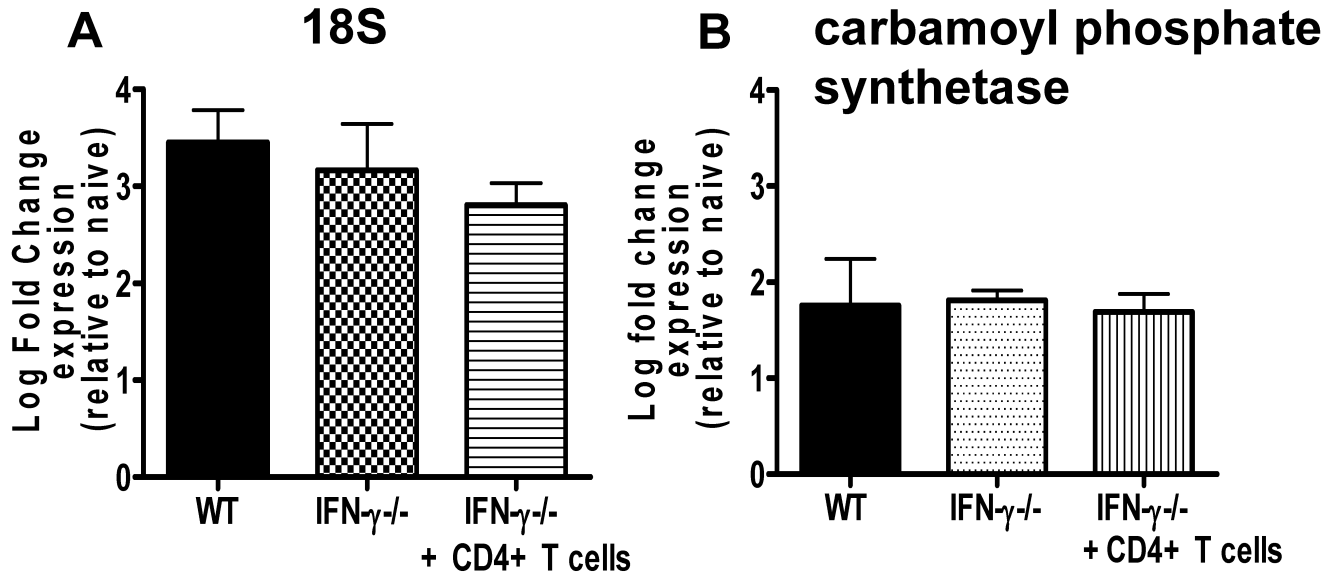 A
18S
Log Fold Change
expression
(relative to naive)
4
3
2
1
0
WT
IFN-γ-/-
IFN-γ-/-
+ CD4+ T cells
B
carbamoyl phosphate
synthetase
Log fold change
expression
(relative to naive)
4
3
2
1
0
WT
IFN-γ-/-
IFN-γ-/-
+ CD4+ T cells